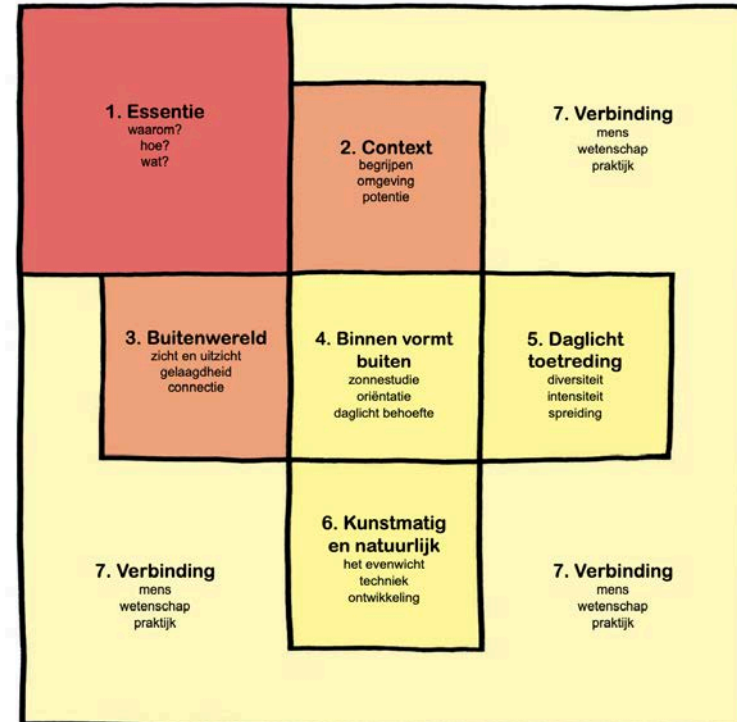 1. Essentie
waarom?
hoe?
wat?
2. Context
begrijpen
omgeving
potentie
7. Verbinding
mens
wetenschap
praktijk
3. Buitenwereld
zicht en uitzicht
gelaagdheid
connectie
4. Binnen vormt
buiten
zonnestudie
oriëntatie
daglicht behoefte
5. Daglicht
toetreding
diversiteit
intensiteit
spreiding
7. Verbinding
mens
wetenschap
praktijk
6. Kunstmatig
en natuurlijk
het evenwicht
techniek
ontwikkeling
7. Verbinding
mens
wetenschap
praktijk